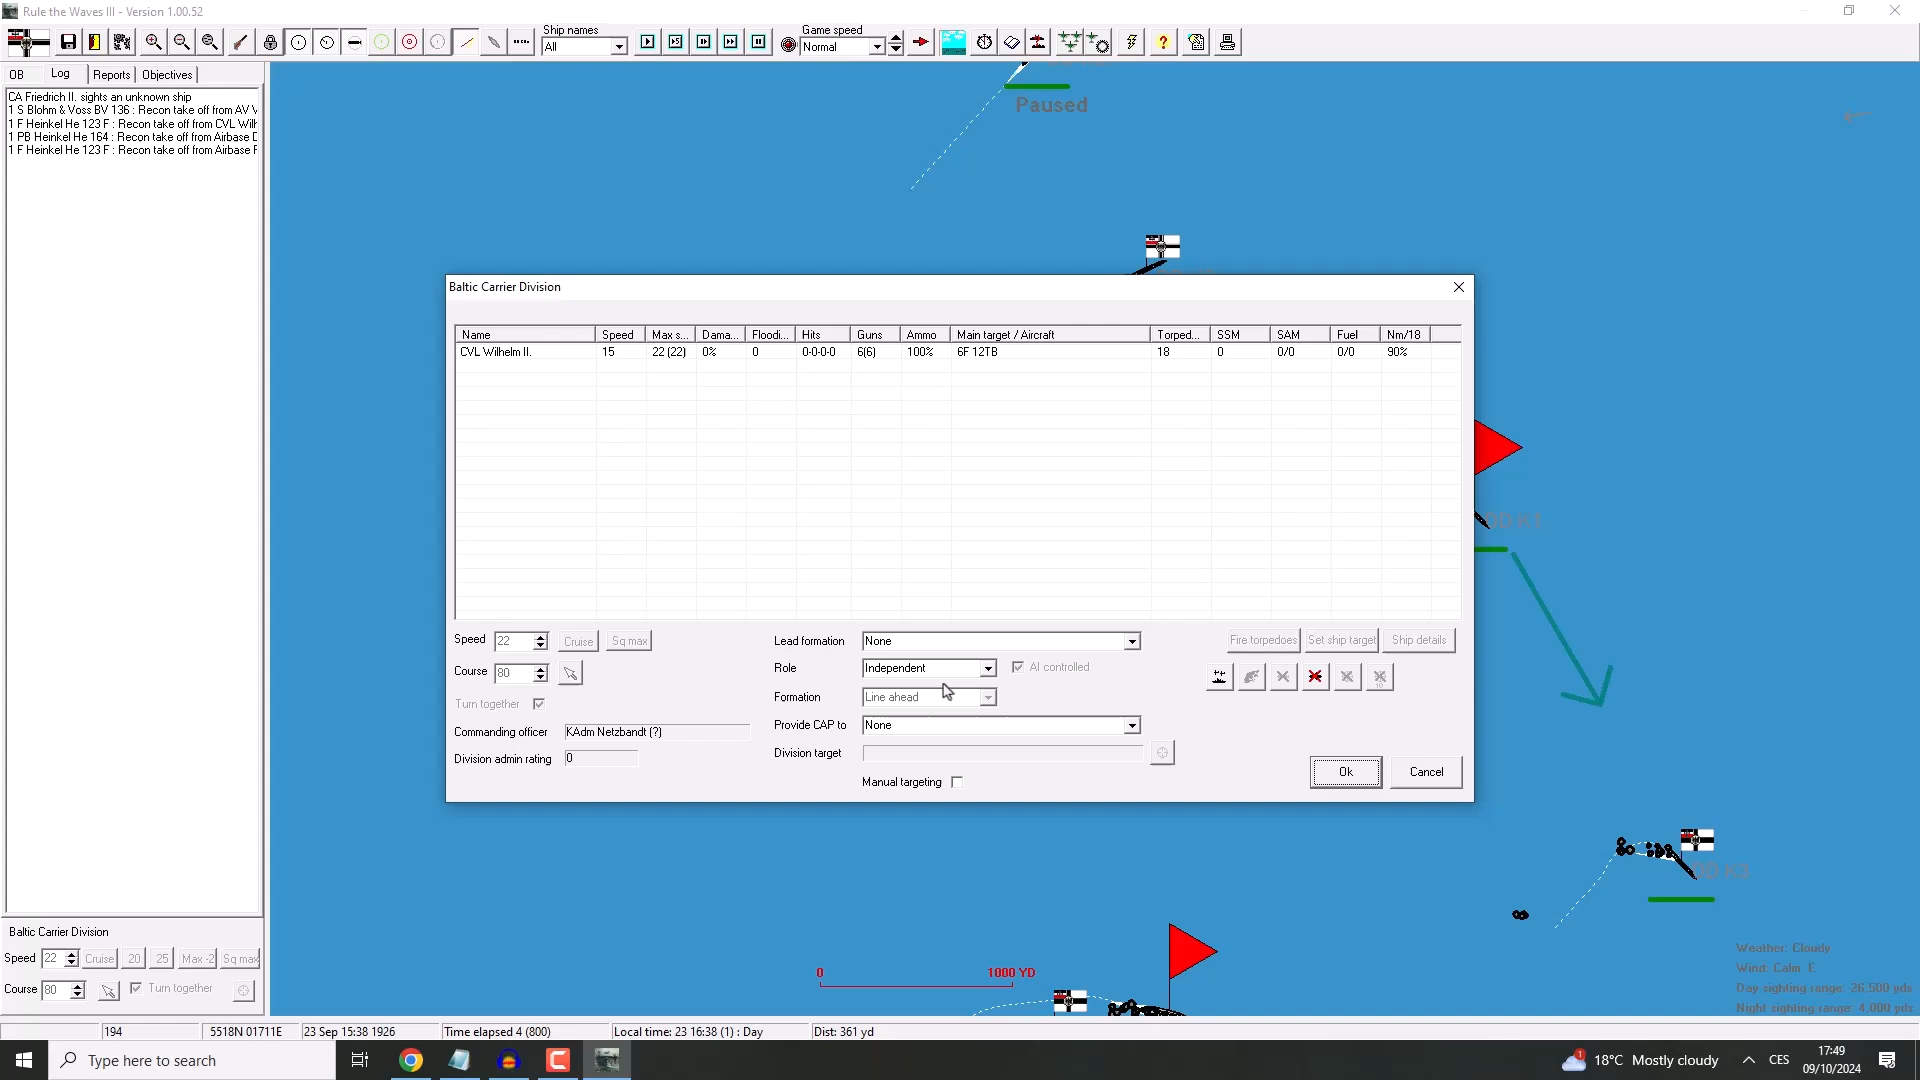 Rule the Waves III - Version 1.00.52
Ship names
All
Game speed
Normal
OB
Log
Reports
Objectives
CA Friedrich II. sights an unknown ship
1 S Blohm & Voss BV 136 : Recon take off from AV
1 F Heinkel He 123 F : Recon take off from CVL Wilh
1 PB Heinkel He 164 : Recon take off from Airbase
1 F Heinkel He 123 F : Recon take off from Airbase
Paused
Baltic Carrier Division
Name Speed Max s... Dama... Floodi... Hits Guns Ammo Main target / Aircraft Torped... SSM SAM Fuel Nm/18
CVL Wilhelm II. 15 22 (22) 0% 0 0-0-0-0 6(6) 100% 6F 12TB 18 0 0/0 0/0 90%
Speed 22 Cruise Sq max
Course 80
Turn together
Commanding officer KAdm Netzbandt (?)
Division admin rating 0
Lead formation None
Role Independent AI controlled
Formation Line ahead
Provide CAP to None
Division target
Manual targeting
Fire torpedoes Set ship target Ship details
Ok Cancel
DD K1
DD K3
0 1000 YD
Weather: Cloudy
Wind: Calm E
Day sighting range: 26,500 yds
Night sighting range: 4,000 yds
Baltic Carrier Division
Speed 22 Cruise 20 25 Max -2 Sq max
Course 80 Turn together
194 5518N 01711E 23 Sep 15:38 1926 Time elapsed 4 (800) Local time: 23 16:38 (1) : Day Dist: 361 yd
Type here to search
1
18°C Mostly cloudy
CES
17:49
09/10/2024